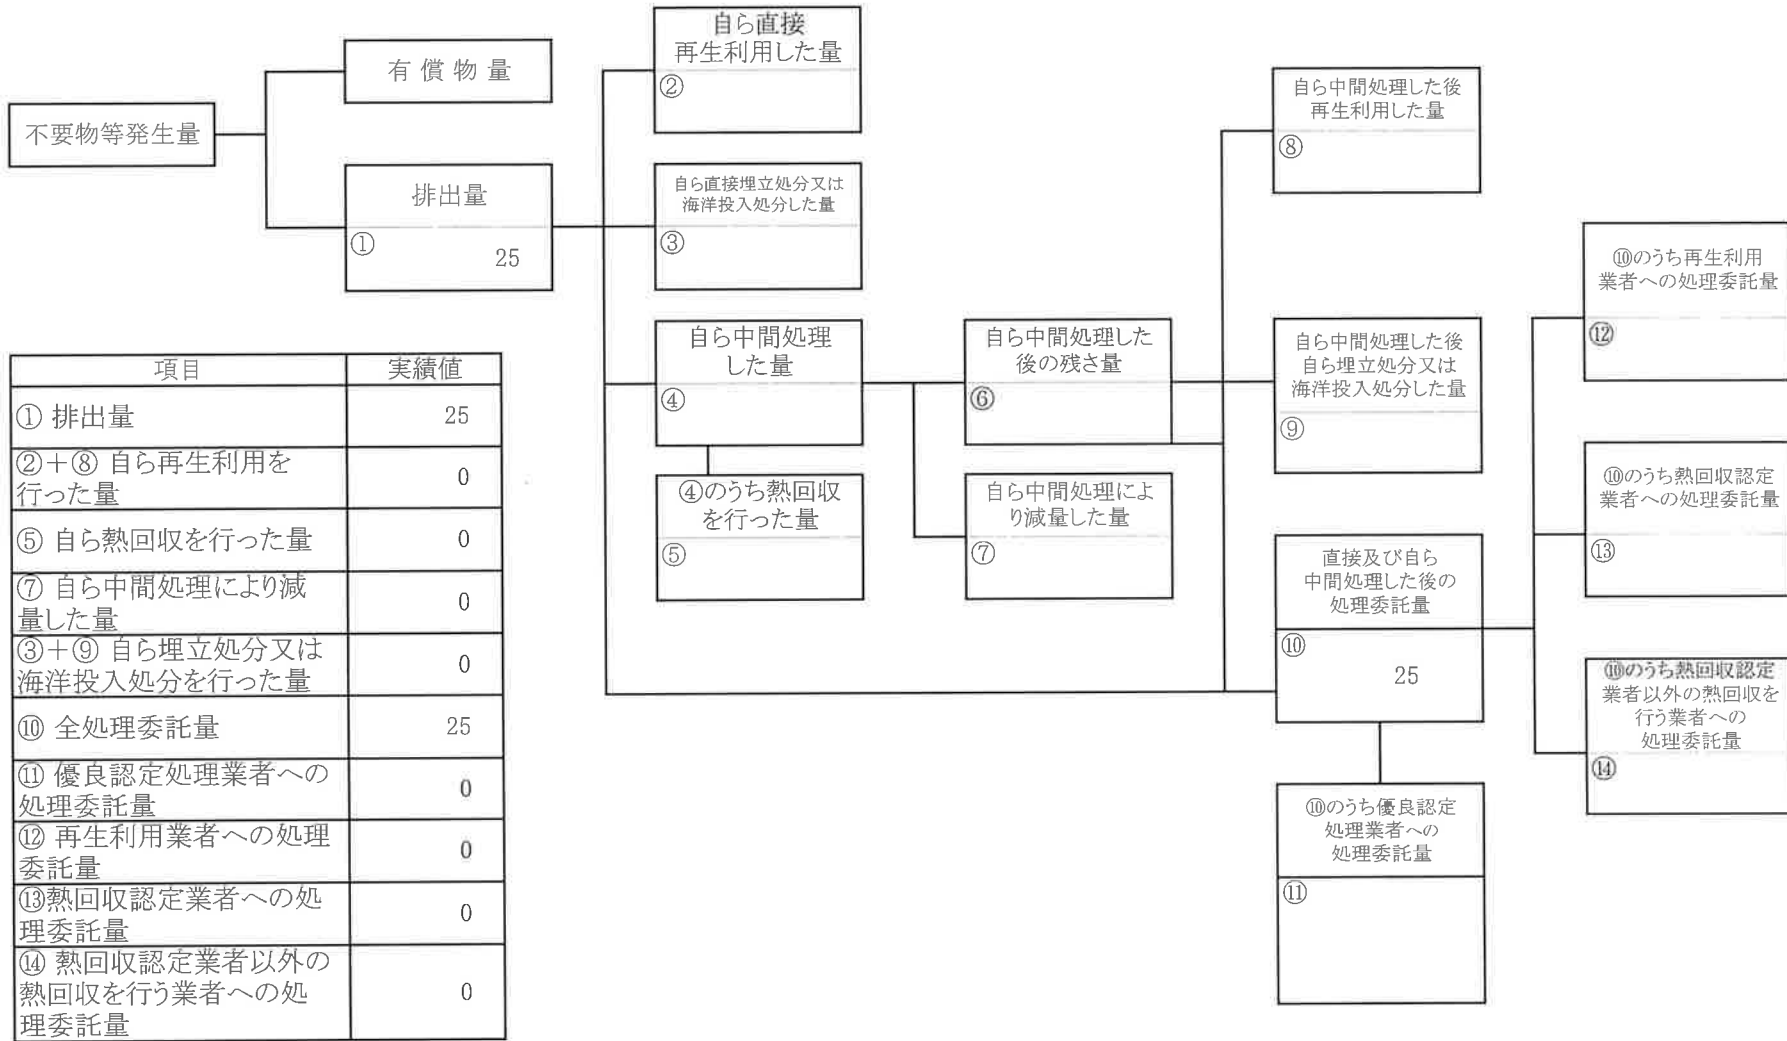 不要物等発生量
有償物量
排出量
①
25
自ら直接
再生利用した量
②
自ら直接埋立処分又は
海洋投入処分した量
③
自ら中間処理
した量
④
④のうち熱回収
を行った量
⑤
自ら中間処理した
後の残さ量
⑥
自ら中間処理によ
り減量した量
⑦
自ら中間処理した後
再生利用した量
⑧
自ら中間処理した後
自ら埋立処分又は
海洋投入処分した量
⑨
直接及び自ら
中間処理した後の
処理委託量
⑩
25
⑩のうち優良認定
処理業者への
処理委託量
⑪
⑩のうち再生利用
業者への処理委託量
⑫
⑩のうち熱回収認定
業者への処理委託量
⑬
⑩のうち熱回収認定
業者以外の熱回収を
行う業者への
処理委託量
⑭
項目 実績値
① 排出量 25
②+⑧ 自ら再生利用を
行った量 0
⑤ 自ら熱回収を行った量 0
⑦ 自ら中間処理により減
量した量 0
③+⑨ 自ら埋立処分又は
海洋投入処分を行った量 0
⑩ 全処理委託量 25
⑪ 優良認定処理業者への
処理委託量 0
⑫ 再生利用業者への処理
委託量 0
⑬熱回収認定業者への処
理委託量 0
⑭ 熱回収認定業者以外の
熱回収を行う業者への処
理委託量 0